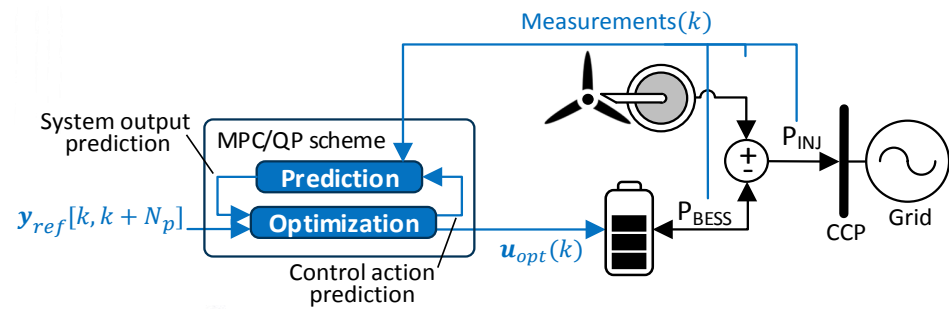 Measurements(k)
System output
prediction
MPC/QP scheme
Prediction
Optimization
y_ref[k, k + N_p]
Control action
prediction
u_opt(k)
P_BESS
+
-
P_INJ
CCP
Grid